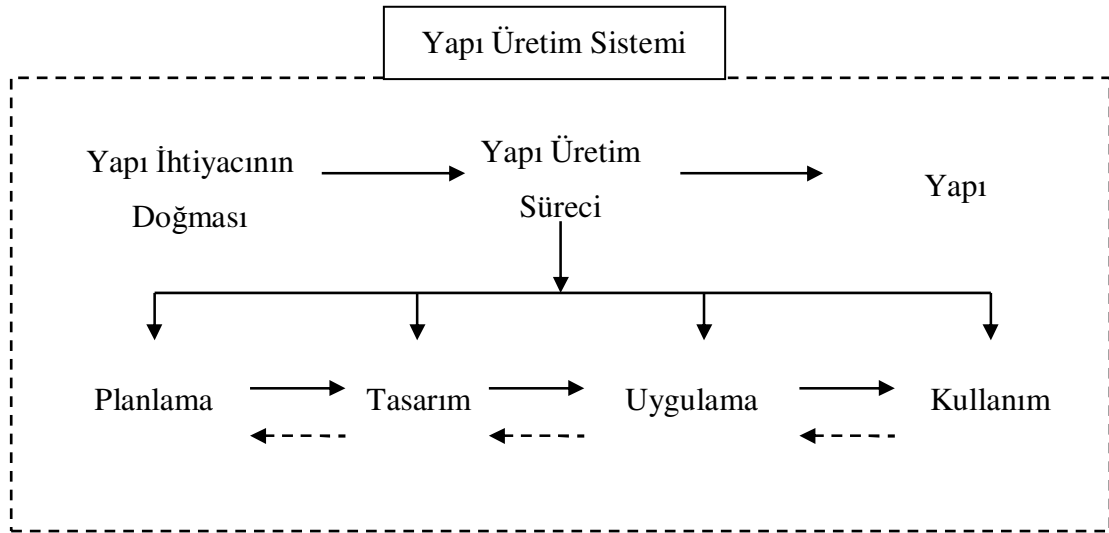 Yapı Üretim Sistemi
Yapı İhtiyacının
Doğması
Yapı Üretim
Süreci
Yapı
Planlama
Tasarım
Uygulama
Kullanım